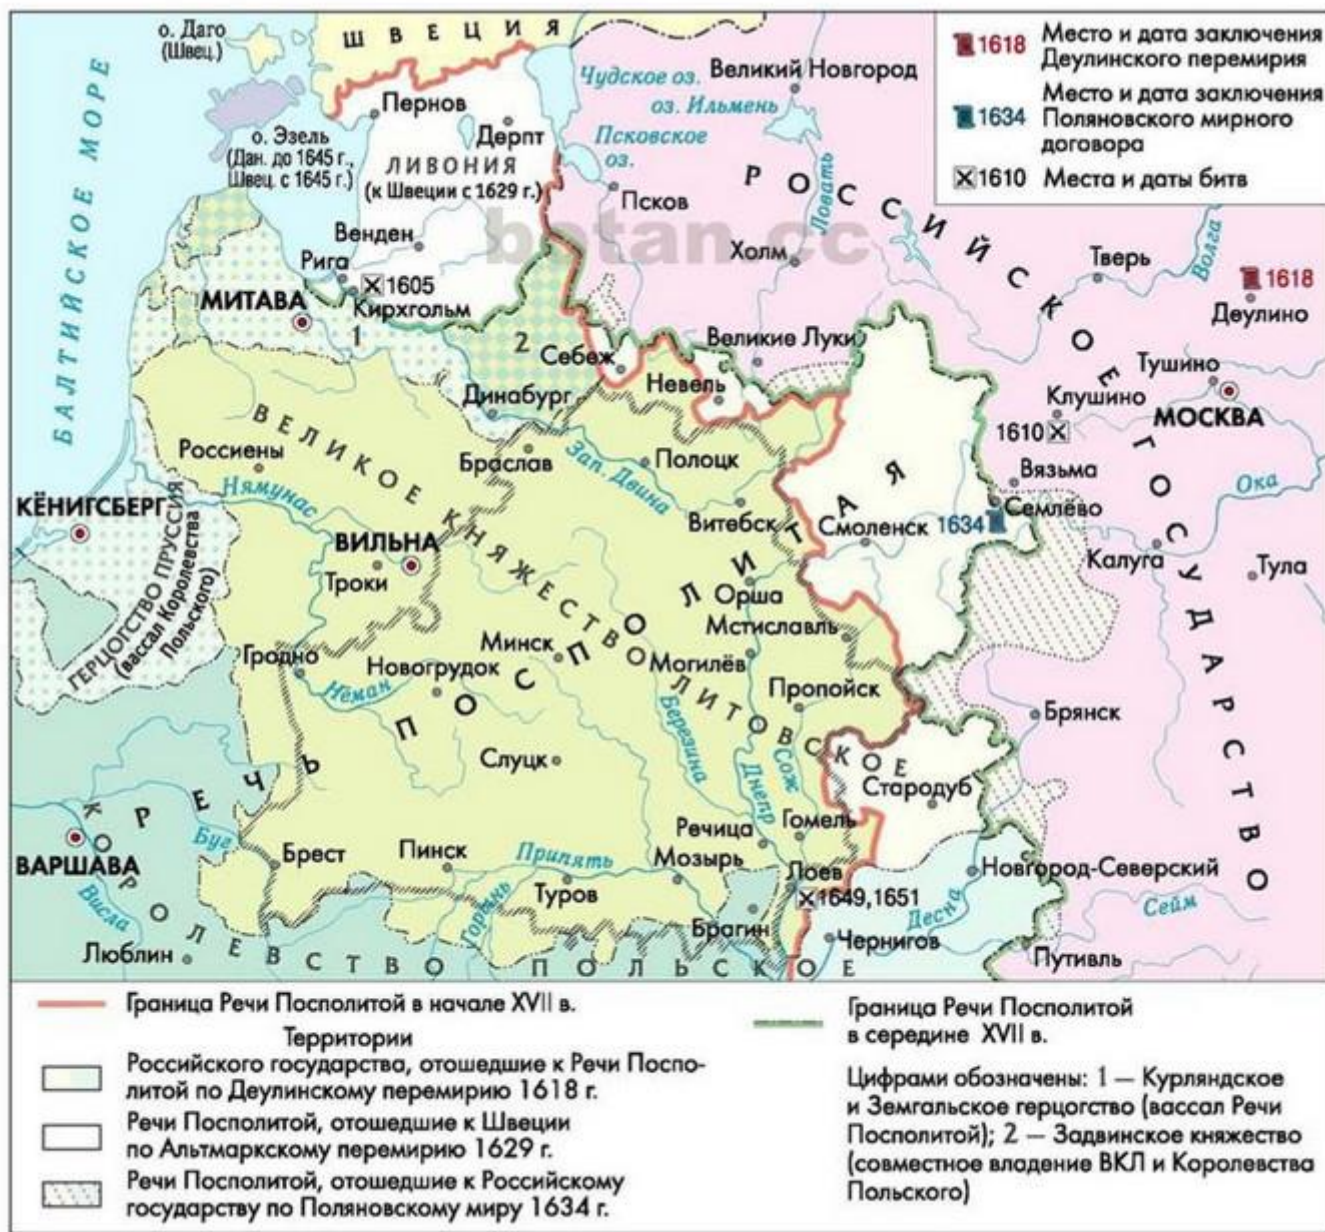 о. Даго
(Швец.)
ШВЕЦИЯ
1618 Место и дата заключения
Деулинского перемирия
Место и дата заключения
1634 Поляновского мирного
договора
1610 Места и даты битв
БАЛТИЙСКОЕ МОРЕ
Чудское оз.
Великий Новгород
оз. Ильмень
Пернов
Дерпт
Псковское
оз.
о. Эзель
(Дан. до 1645 г.,
Швец. с 1645 г.)
ЛИВОНИЯ
(к Швеции с 1629 г.)
Псков
Ловать
РОССИЙСКОЕ ГОСУДАРСТВО
botan.cc
Венден
Холм
Тверь
Волга
Рига
1605
Кирхгольм
МИТАВА
1
2
1618
Деулино
Себеж
Великие Луки
Невель
Тушино
Клушино
МОСКВА
1610
Динабург
ВЕЛИКОЕ КНЯЖЕСТВО ЛИТОВСКОЕ
Россиены
Браслав
Зап. Двина
Полоцк
Вязьма
Ока
Нямунас
КЁНИГСБЕРГ
Витебск
Смоленск
1634
Семлёво
ВИЛЬНА
Троки
Калуга
Тула
ГЕРЦОГСТВО ПРУССИЯ
(вассал Королевства
Польского)
Орша
Мстиславль
РЕЧЬ ПОСПОЛИТАЯ
Гродно
Минск
Новогрудок
Могилёв
Нёман
Пропойск
Брянск
Березина
Слуцк
Сож
Днепр
Стародуб
КОРОЛЕВСТВО ПОЛЬСКОЕ
Буг
ВАРШАВА
Речица
Гомель
Брест
Пинск
Припять
Мозырь
Лоев
Новгород-Северский
Висла
Туров
Горынь
1649,1651
Десна
Сейм
Брагин
Чернигов
Люблин
Путивль
Граница Речи Посполитой в начале XVII в.
Территории
Российского государства, отошедшие к Речи Поспо-
литой по Деулинскому перемирию 1618 г.
Речи Посполитой, отошедшие к Швеции
по Альтмаркскому перемирию 1629 г.
Речи Посполитой, отошедшие к Российскому
государству по Поляновскому миру 1634 г.
Граница Речи Посполитой
в середине XVII в.
Цифрами обозначены: 1 — Курляндское
и Земгальское герцогство (вассал Речи
Посполитой); 2 — Задвинское княжество
(совместное владение ВКЛ и Королевства
Польского)